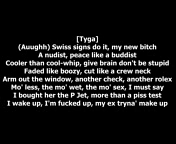 [Tyga]
(Auughh) Swiss signs do it, my new bitch
A nudist, peace like a buddist
Cooler than cool-whip, give brain don't be stupid
Faded like boozy, cut like a crew neck
Arm out the window, another check, another rolex
Mo' less, the mo' wet, the mo' sex, I must say
I bought her the P Jet, more than a piss test
I wake up, I'm fucked up, my ex tryna' make up